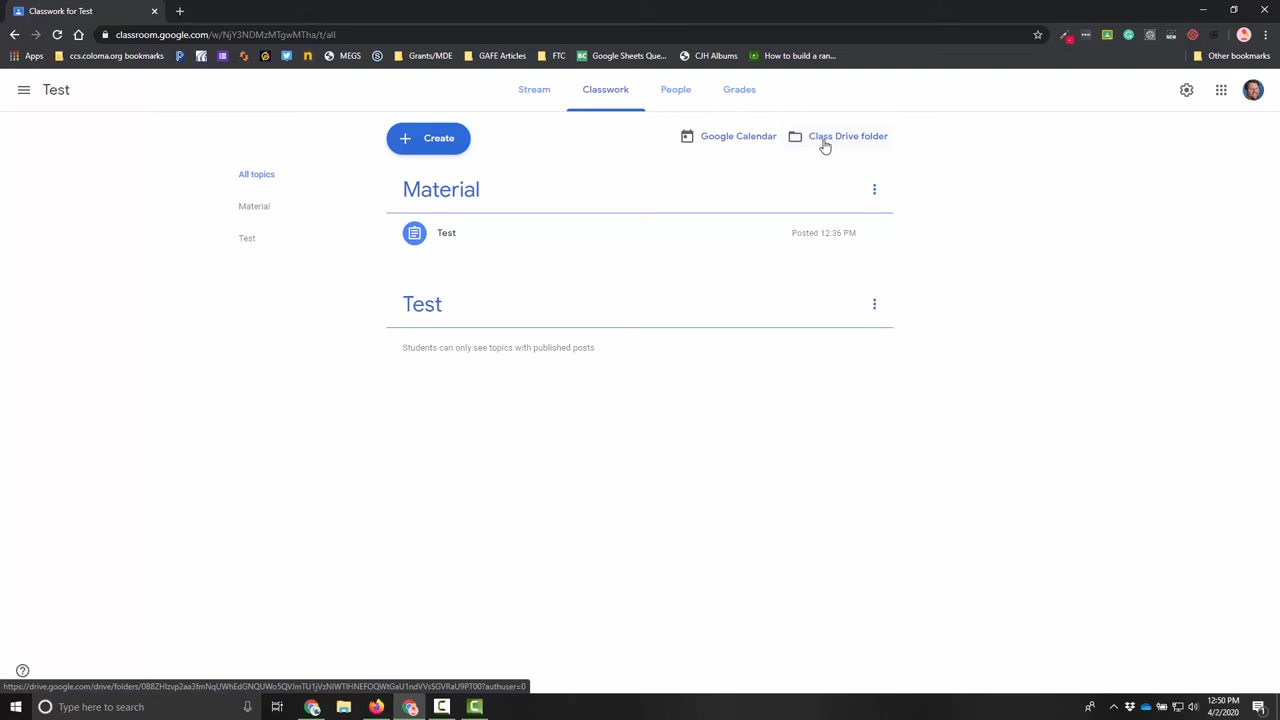 Classwork for Test
classroom.google.com/w/NjY3NDMzMTgwMTha/t/all
Apps
ccs.coloma.org bookmarks
MEGS
Grants/MDE
GAFE Articles
FTC
Google Sheets Que...
CJH Albums
How to build a ran...
Other bookmarks
Test
Stream
Classwork
People
Grades
Create
Google Calendar
Class Drive folder
All topics
Material
Test
Material
Test
Posted 12:36 PM
Test
Students can only see topics with published posts
Type here to search
12:50 PM
4/2/2020